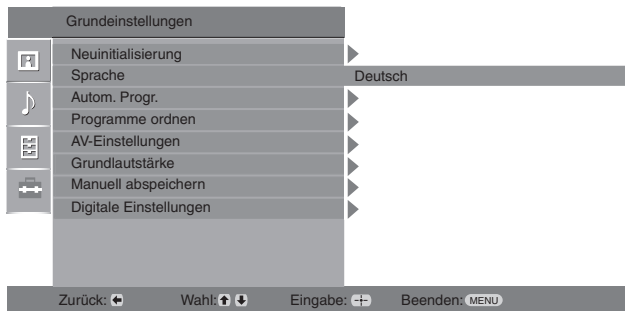 Grundeinstellungen
Neuinitialisierung
Sprache Deutsch
Autom. Progr.
Programme ordnen
AV-Einstellungen
Grundlautstärke
Manuell abspeichern
Digitale Einstellungen
Zurück: Wahl: Eingabe: Beenden: MENU